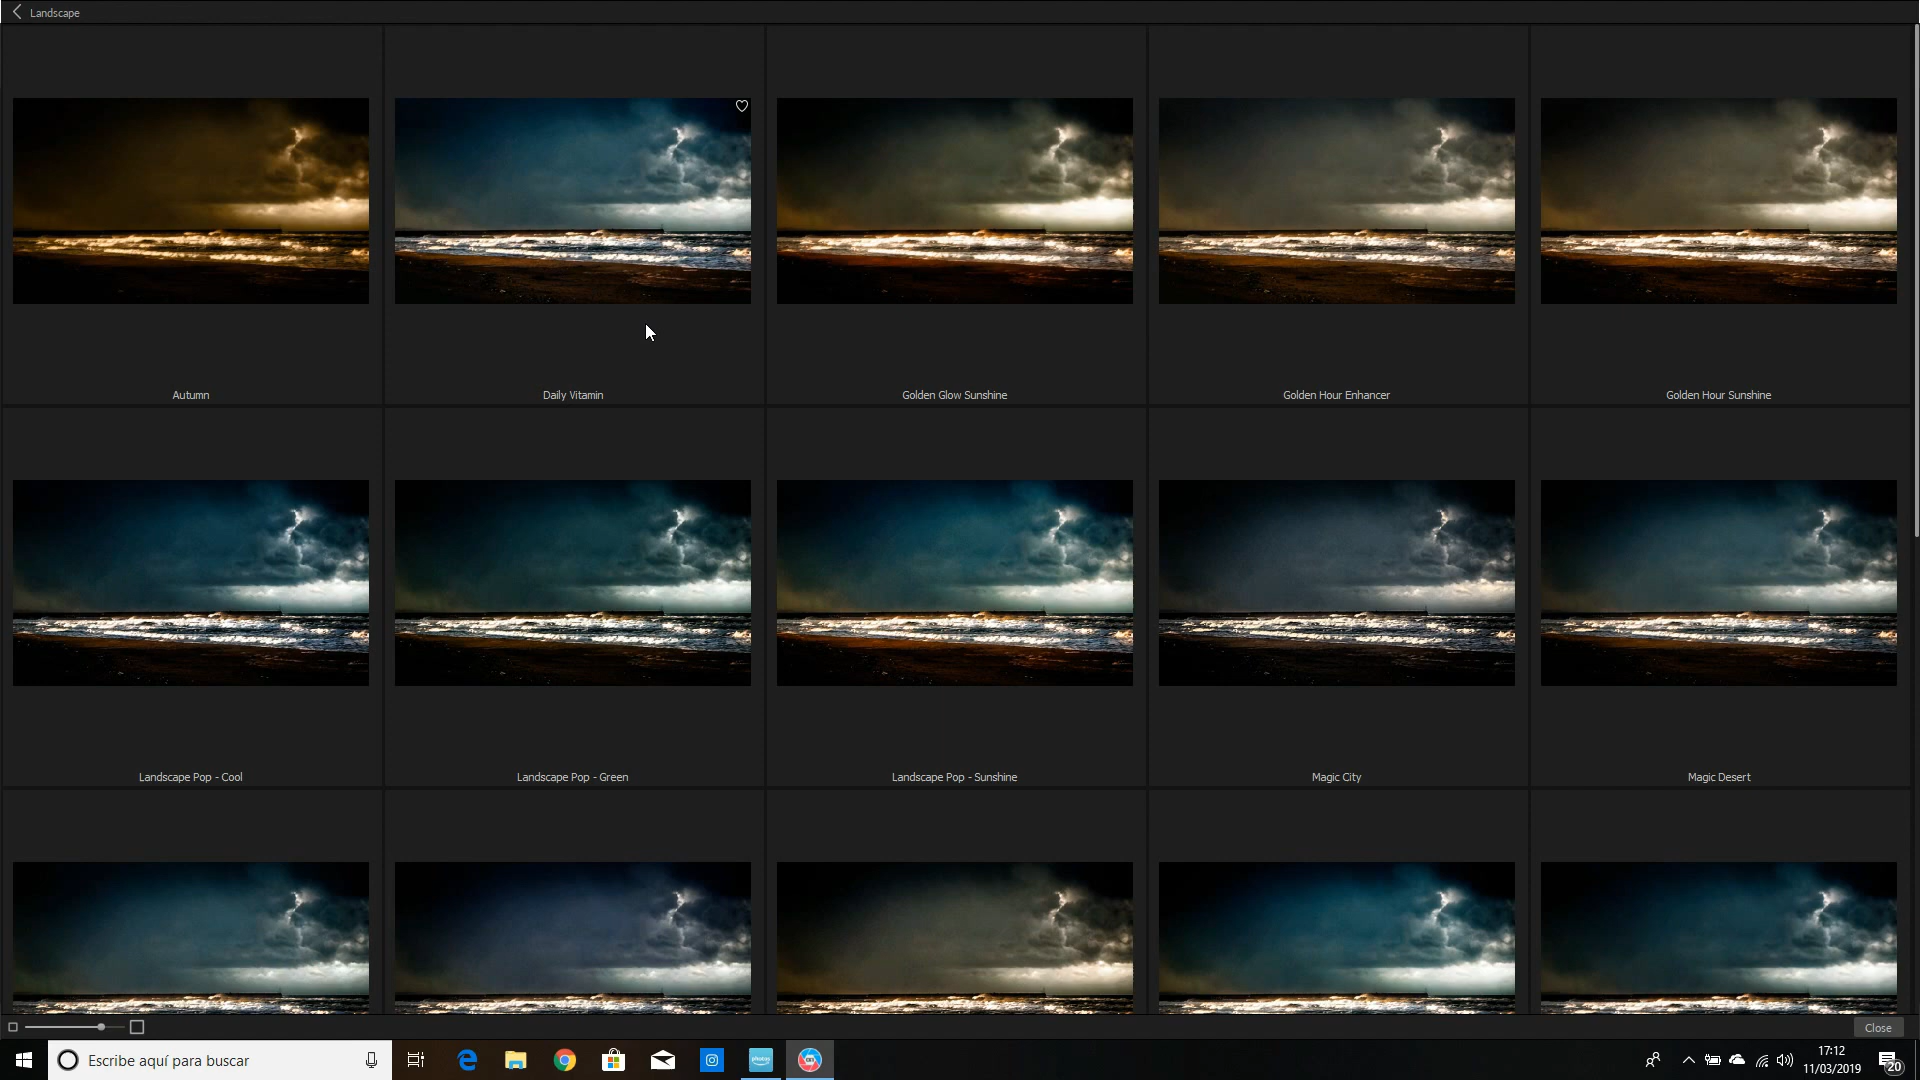 Landscape
Autumn
Daily Vitamin
Golden Glow Sunshine
Golden Hour Enhancer
Golden Hour Sunshine
Landscape Pop - Cool
Landscape Pop - Green
Landscape Pop - Sunshine
Magic City
Magic Desert
Close
Escribe aquí para buscar
17:12
11/03/2019
20